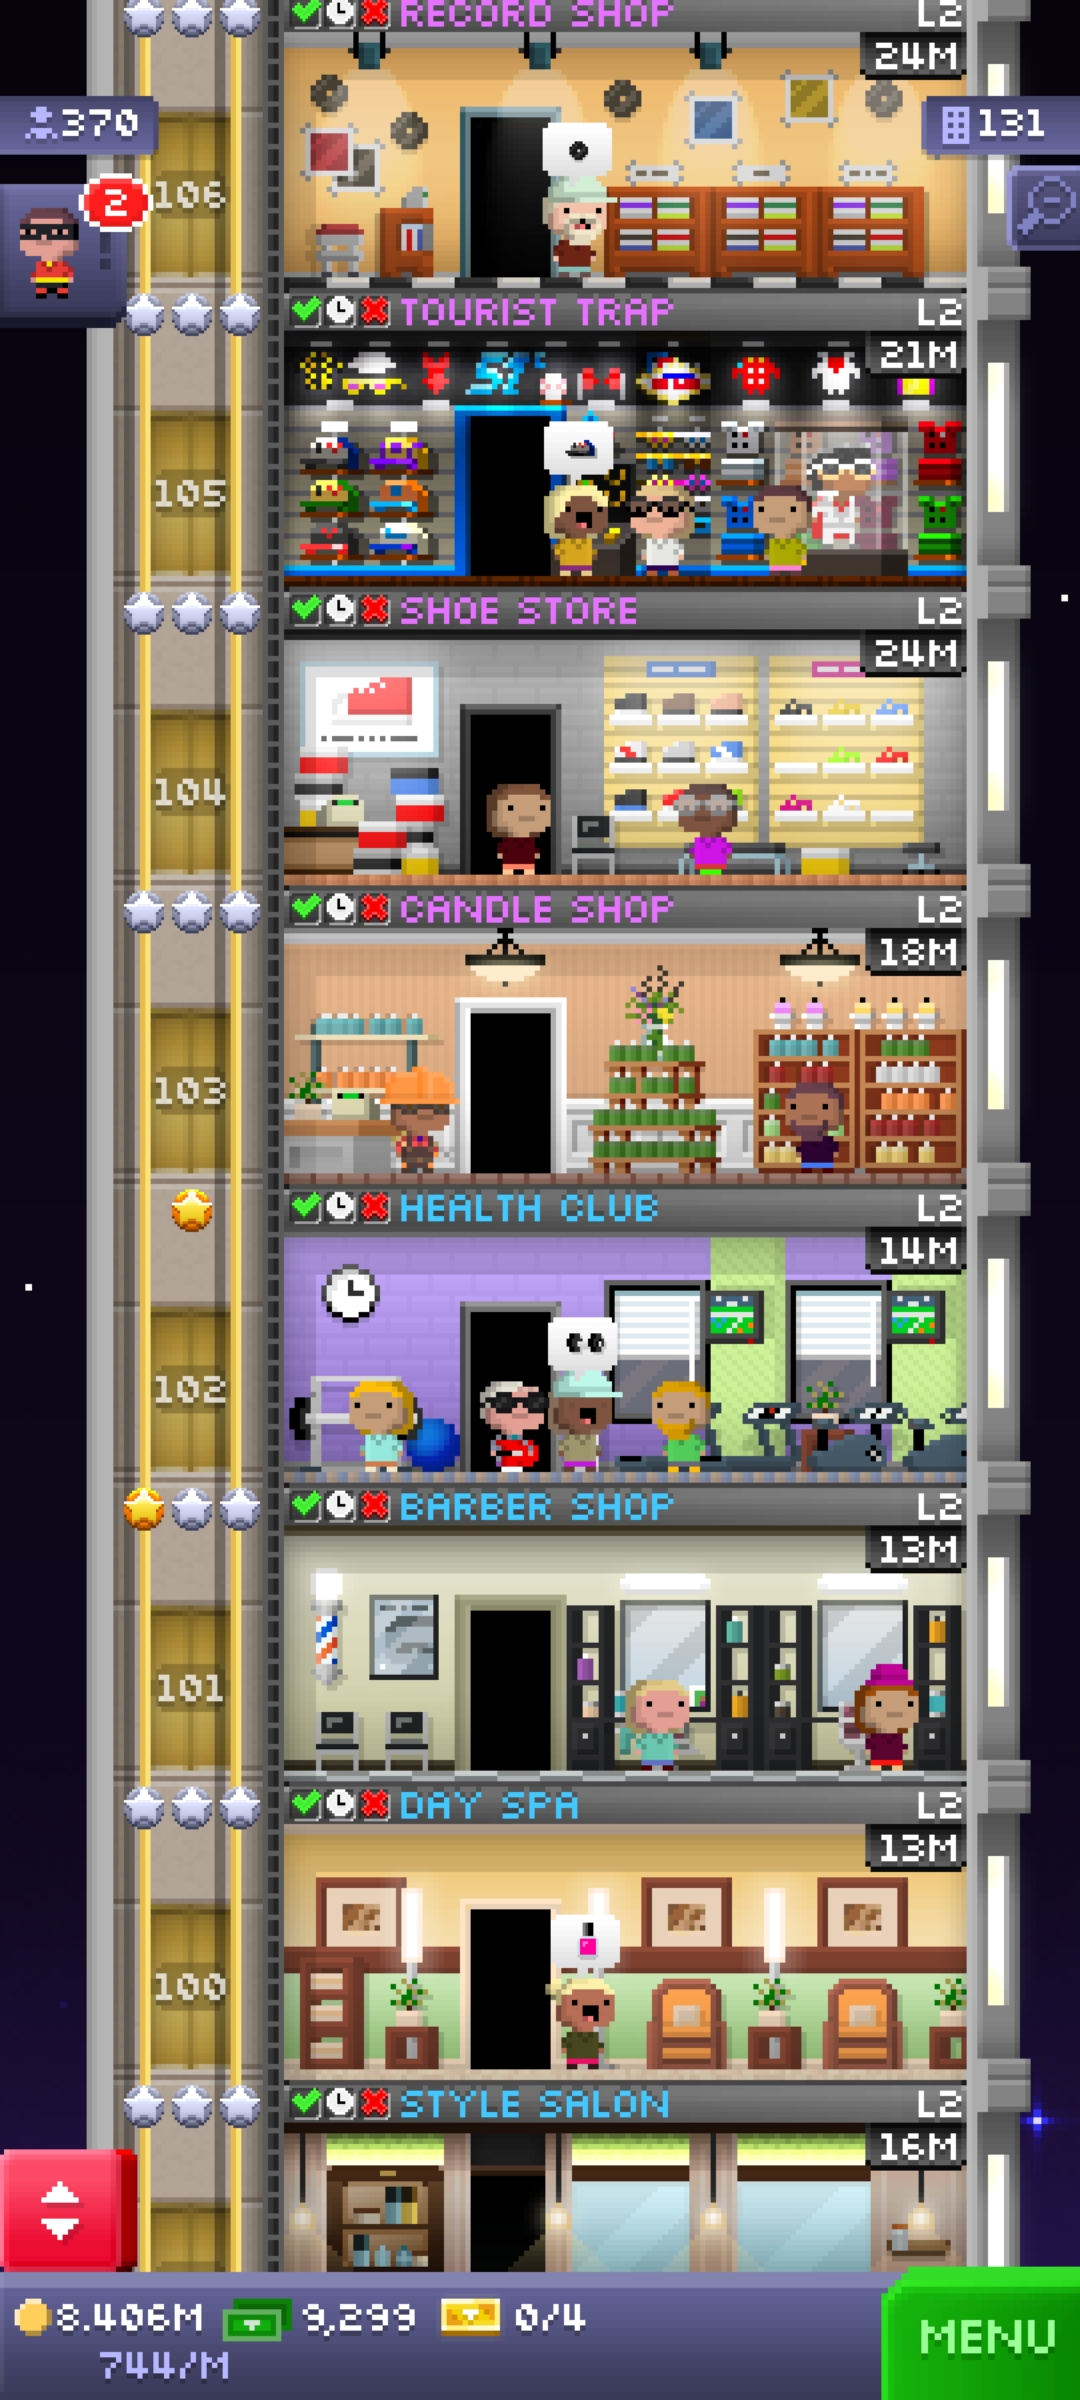 RECORD SHOP L2
24M
370
131
2
106
TOURIST TRAP L2
21M
105
SHOE STORE L2
24M
104
CANDLE SHOP L2
18M
103
HEALTH CLUB L2
14M
102
BARBER SHOP L2
13M
101
DAY SPA L2
13M
100
STYLE SALON L2
16M
8.406M 9,299 0/4
744/M
MENU